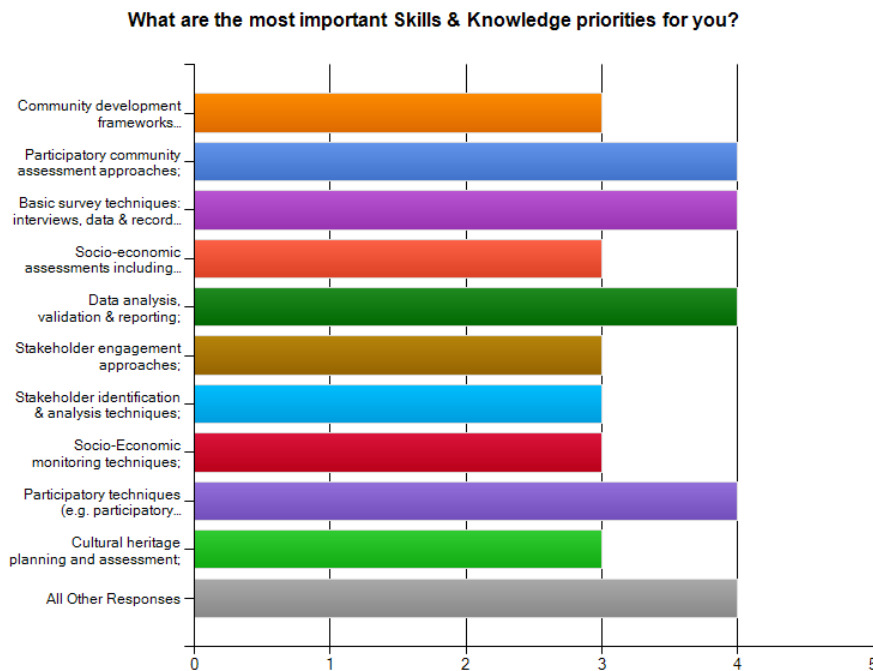 What are the most important Skills & Knowledge priorities for you?
Community development
frameworks...
Participatory community
assessment approaches;
Basic survey techniques:
interviews, data & record...
Socio-economic
assessments including...
Data analysis,
validation & reporting;
Stakeholder engagement
approaches;
Stakeholder identification
& analysis techniques;
Socio-Economic
monitoring techniques;
Participatory techniques
(e.g. participatory...
Cultural heritage
planning and assessment;
All Other Responses
0 1 2 3 4 5